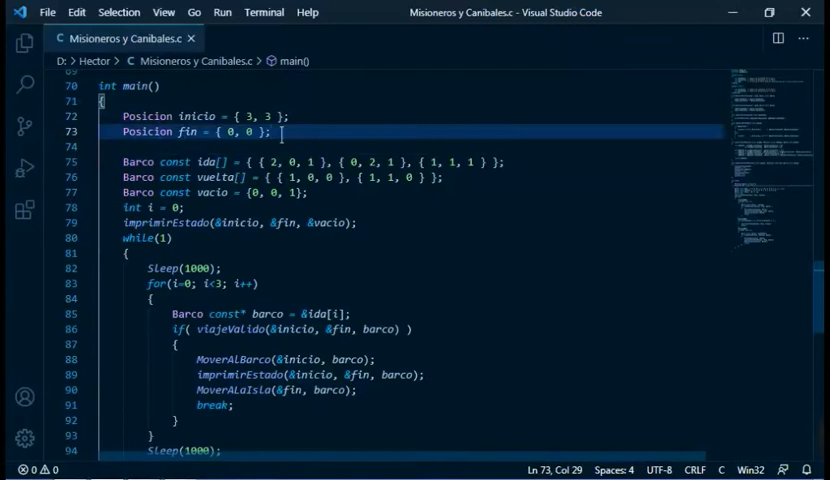 File Edit Selection View Go Run Terminal Help Misioneros y Canibales.c - Visual Studio Code
Misioneros y Canibales.c
D: > Hector > Misioneros y Canibales.c > main()
69
70 int main()
71 {
72 Posicion inicio = { 3, 3 };
73 Posicion fin = { 0, 0 };
74
75 Barco const ida[] = { { 2, 0, 1 }, { 0, 2, 1 }, { 1, 1, 1 } };
76 Barco const vuelta[] = { { 1, 0, 0 }, { 1, 1, 0 } };
77 Barco const vacio = {0, 0, 1};
78 int i = 0;
79 imprimirEstado(&inicio, &fin, &vacio);
80 while(1)
81 {
82 Sleep(1000);
83 for(i=0; i<3; i++)
84 {
85 Barco const* barco = &ida[i];
86 if( viajeValido(&inicio, &fin, barco) )
87 {
88 MoverAlBarco(&inicio, barco);
89 imprimirEstado(&inicio, &fin, barco);
90 MoverALaIsla(&fin, barco);
91 break;
92 }
93 }
94 Sleep(1000);
0 0 Ln 73, Col 29 Spaces: 4 UTF-8 CRLF C Win32